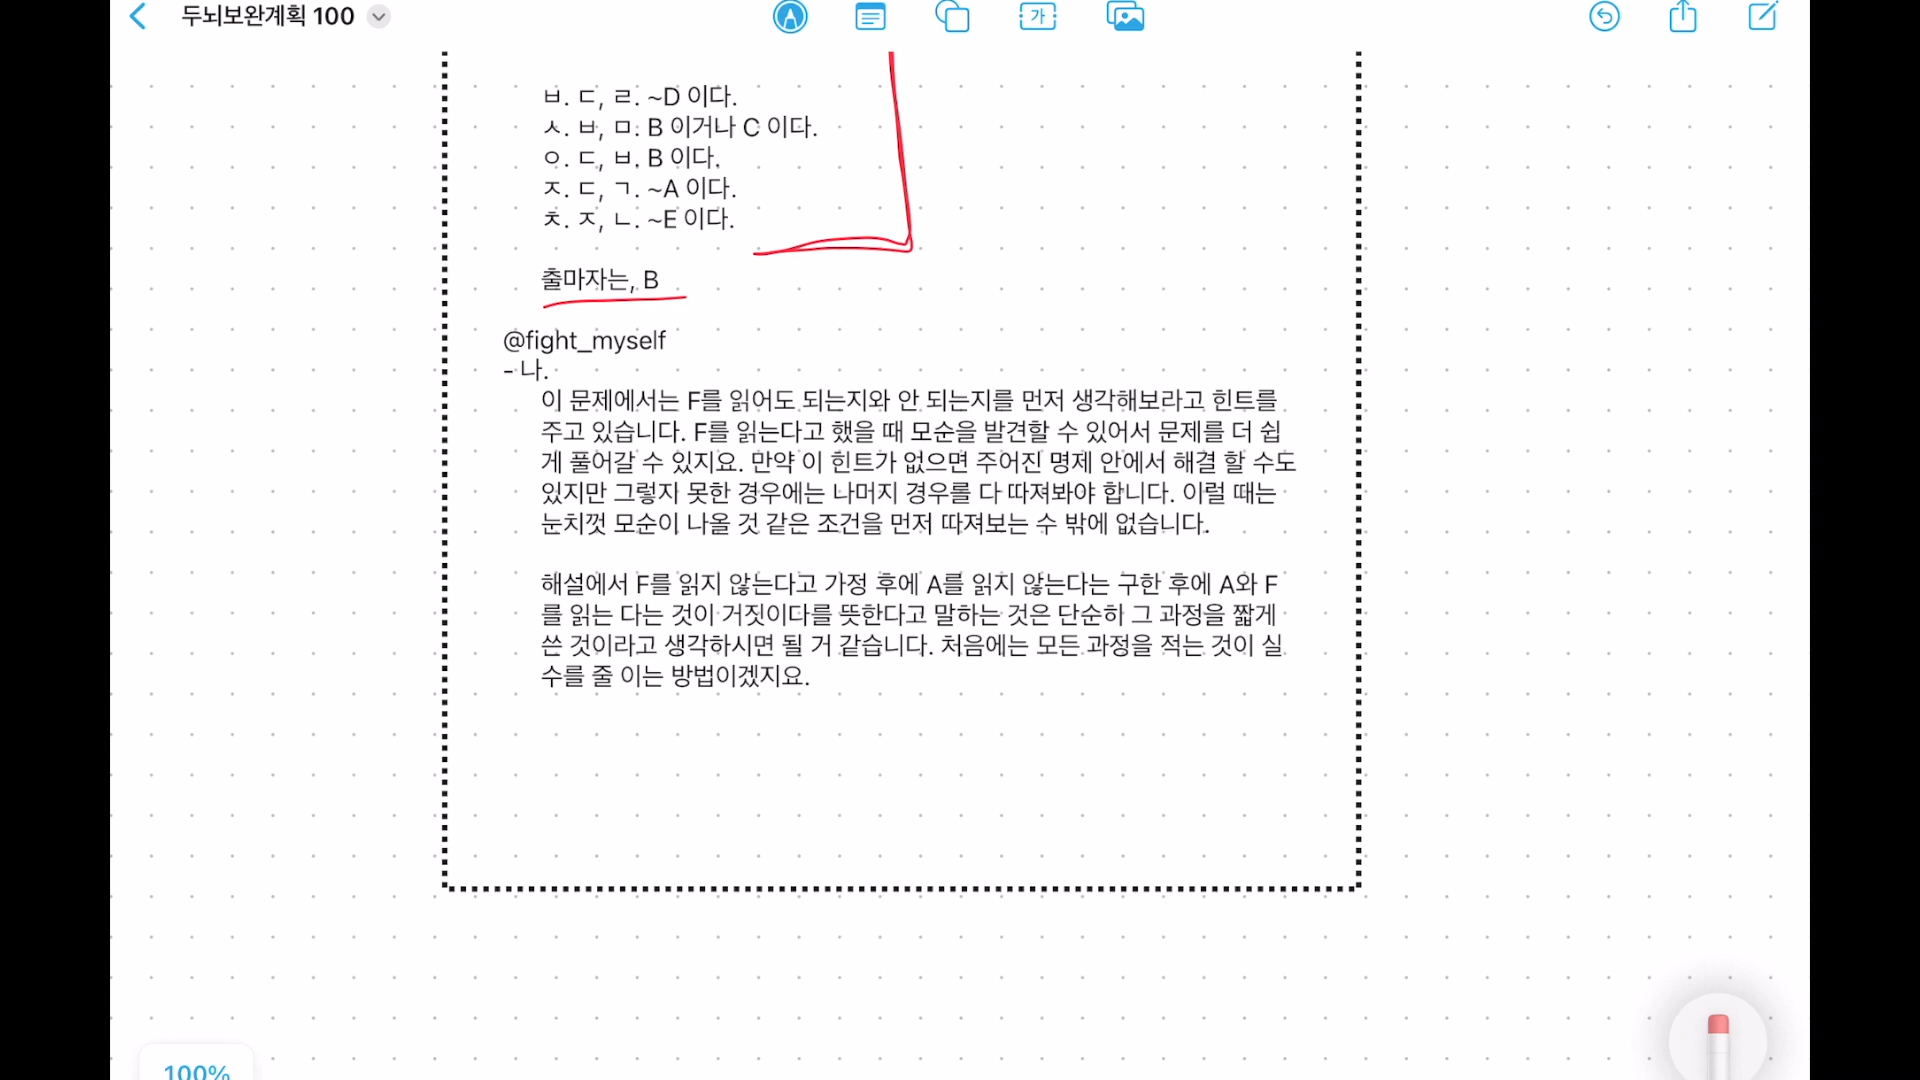 두뇌보완계획 100
가
ㅂ. ㄷ, ㄹ. ~D 이다.
ㅅ. ㅂ, ㅁ. B 이거나 C 이다.
ㅇ. ㄷ, ㅂ. B 이다.
ㅈ. ㄷ, ㄱ. ~A 이다.
ㅊ. ㅈ, ㄴ. ~E 이다.
출마자는, B
@fight_myself
- 나.
이 문제에서는 F를 읽어도 되는지와 안 되는지를 먼저 생각해보라고 힌트를
주고 있습니다. F를 읽는다고 했을 때 모순을 발견할 수 있어서 문제를 더 쉽
게 풀어갈 수 있지요. 만약 이 힌트가 없으면 주어진 명제 안에서 해결 할 수도
있지만 그렇지 못한 경우에는 나머지 경우를 다 따져봐야 합니다. 이럴 때는
눈치껏 모순이 나올 것 같은 조건을 먼저 따져보는 수 밖에 없습니다.
해설에서 F를 읽지 않는다고 가정 후에 A를 읽지 않는다는 구한 후에 A와 F
를 읽는 다는 것이 거짓이다를 뜻한다고 말하는 것은 단순히 그 과정을 짧게
쓴 것이라고 생각하시면 될 거 같습니다. 처음에는 모든 과정을 적는 것이 실
수를 줄 이는 방법이겠지요.
100%